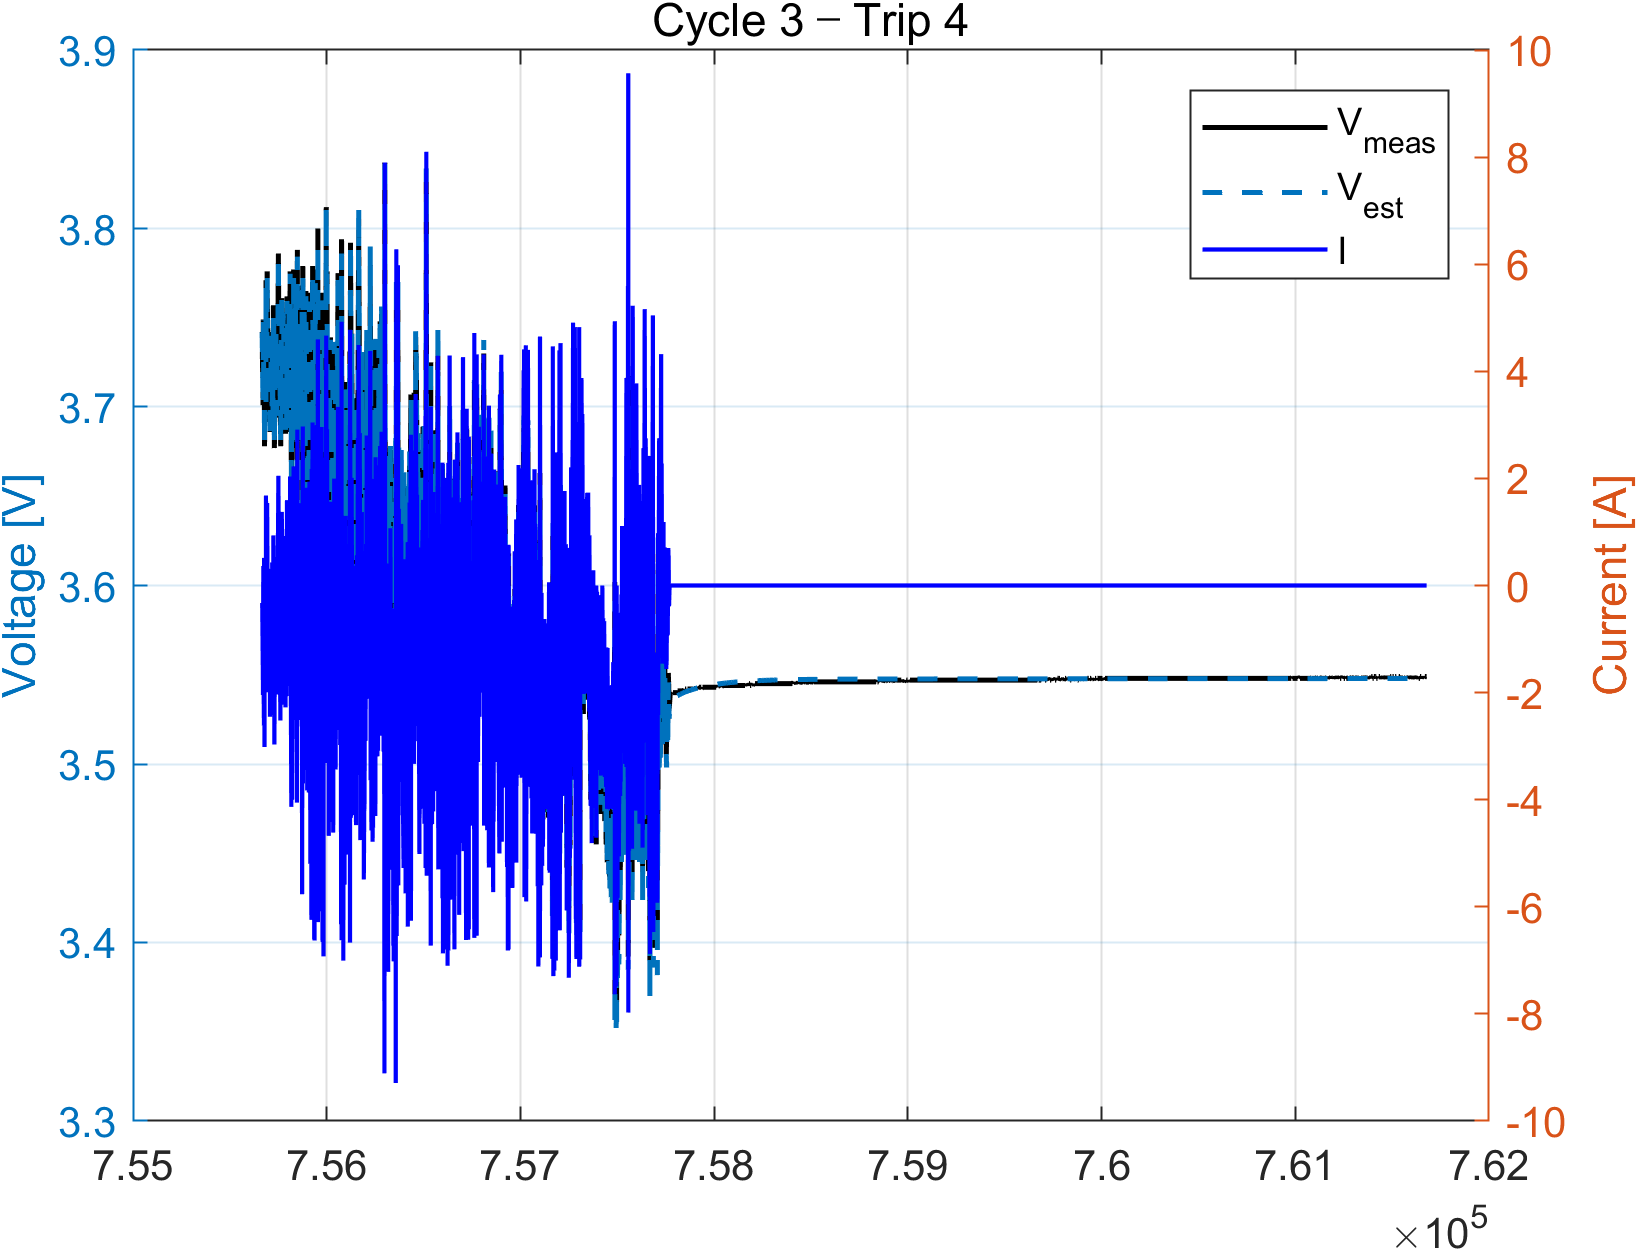 Cycle 3 – Trip 4
3.9
3.8
3.7
3.6
3.5
3.4
3.3
Voltage [V]
V_meas
V_est
I
10
8
6
4
2
0
-2
-4
-6
-8
-10
Current [A]
7.55 7.56 7.57 7.58 7.59 7.6 7.61 7.62
×10^5